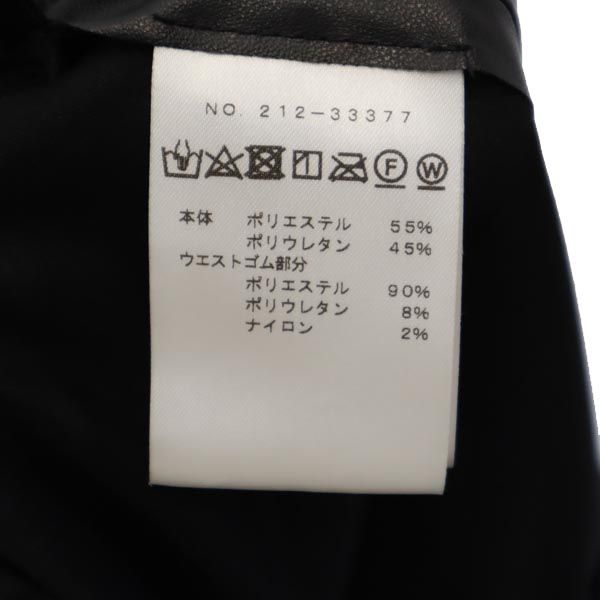 NO. 212-33377
F W
本体 ポリエステル 55%
ポリウレタン 45%
ウエストゴム部分
ポリエステル 90%
ポリウレタン 8%
ナイロン 2%